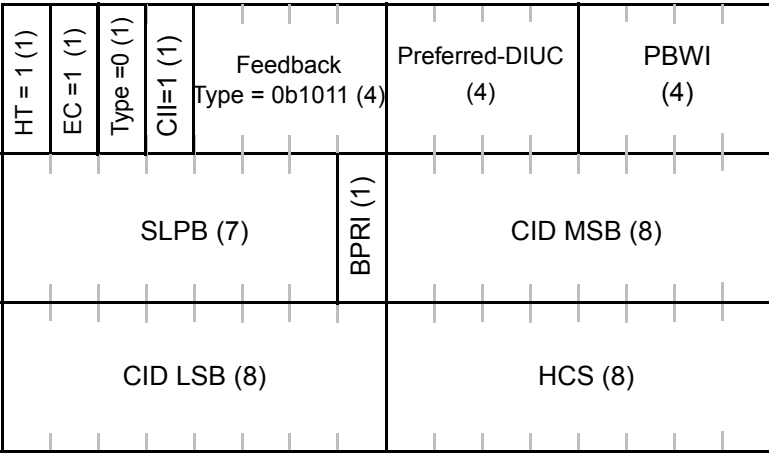 HT = 1 (1)
EC =1 (1)
Type =0 (1)
CII=1 (1)
Feedback
Type = 0b1011 (4)
Preferred-DIUC
(4)
PBWI
(4)
SLPB (7)
BPRI (1)
CID MSB (8)
CID LSB (8)
HCS (8)